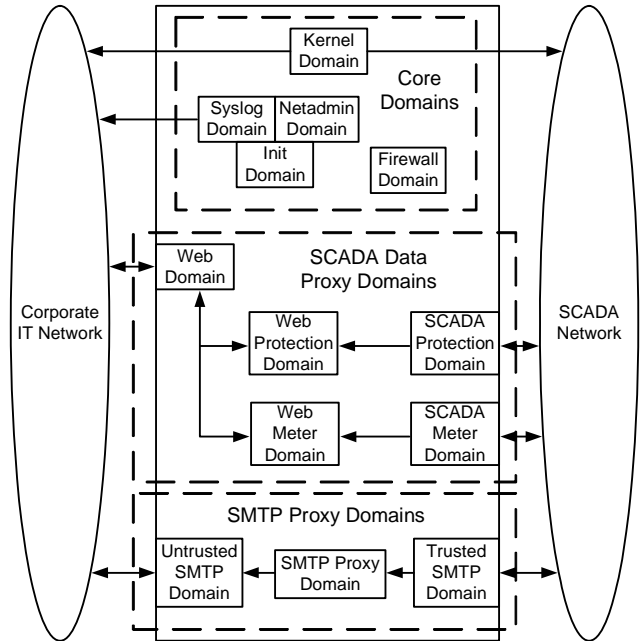 Kernel
Domain
Core
Domains
Syslog
Domain
Netadmin
Domain
Init
Domain
Firewall
Domain
Web
Domain
SCADA Data
Proxy Domains
Corporate
IT Network
Web
Protection
Domain
SCADA
Protection
Domain
SCADA
Network
Web
Meter
Domain
SCADA
Meter
Domain
SMTP Proxy Domains
Untrusted
SMTP
Domain
SMTP Proxy
Domain
Trusted
SMTP
Domain